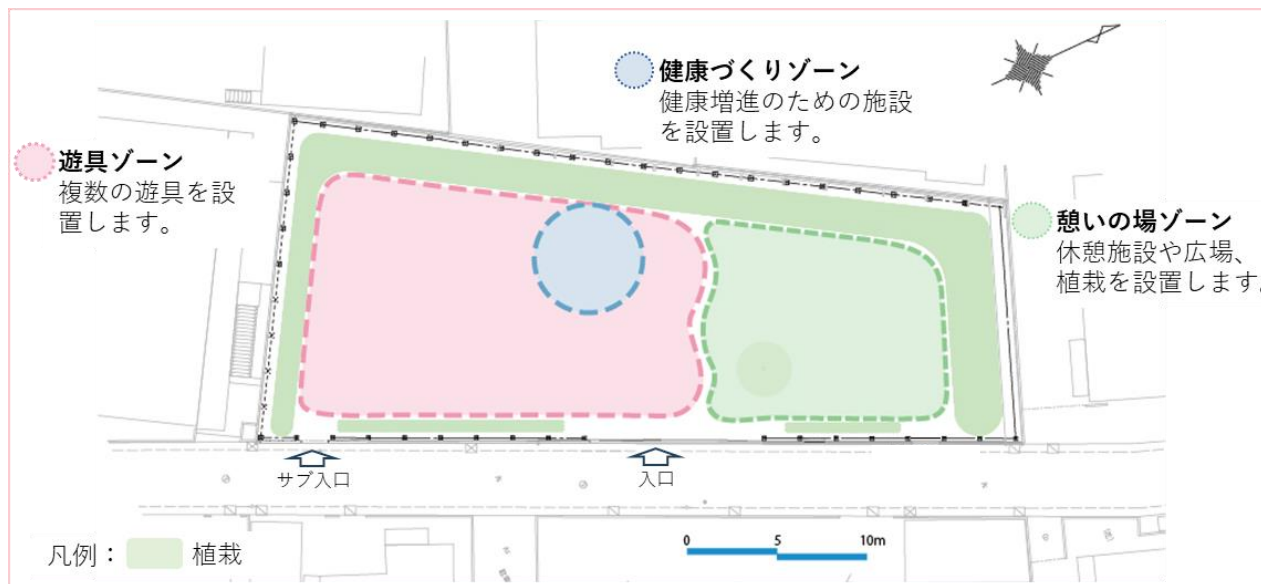 健康づくりゾーン
健康増進のための施設
を設置します。
遊具ゾーン
複数の遊具を設
置します。
憩いの場ゾーン
休憩施設や広場、
植栽を設置します。
サブ入口
入口
凡例：
植栽
0 5 10m